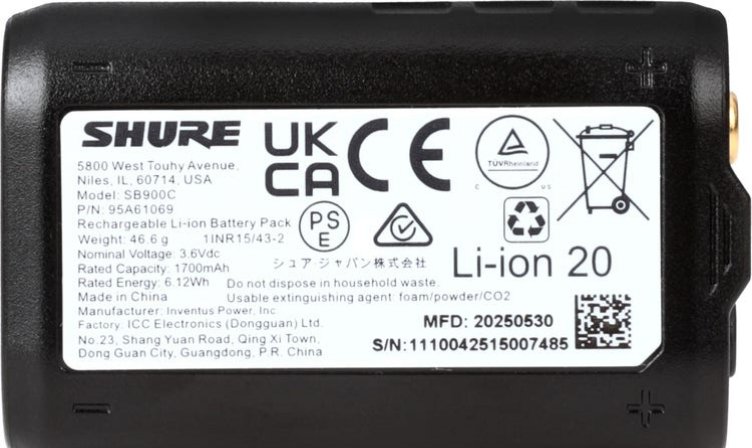 SHURE
5800 West Touhy Avenue,
Niles, IL, 60714, USA
Model: SB900C
P/N: 95A61069
Rechargeable Li-ion Battery Pack
Weight: 46.6 g 1INR15/43-2
Nominal Voltage: 3.6Vdc
Rated Capacity: 1700mAh
Rated Energy: 6.12Wh
Made in China
Manufacturer: Inventus Power, Inc.
Factory: ICC Electronics (Dongguan) Ltd.
No.23, Shang Yuan Road, Qing Xi Town,
Dong Guan City, Guangdong, P.R. China
UK
CA
CE
TÜVRheinland
C US
PS
E
シュア・ジャパン株式会社
Li-ion 20
Do not dispose in household waste.
Usable extinguishing agent: foam/powder/CO2
MFD: 20250530
S/N: 1110042515007485